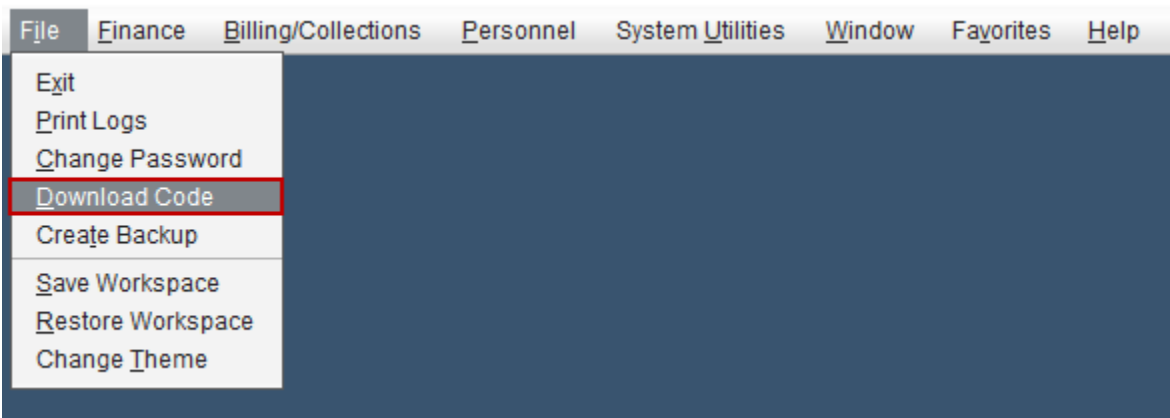 File Finance Billing/Collections Personnel System Utilities Window Favorites Help
Exit
Print Logs
Change Password
Download Code
Create Backup
Save Workspace
Restore Workspace
Change Theme